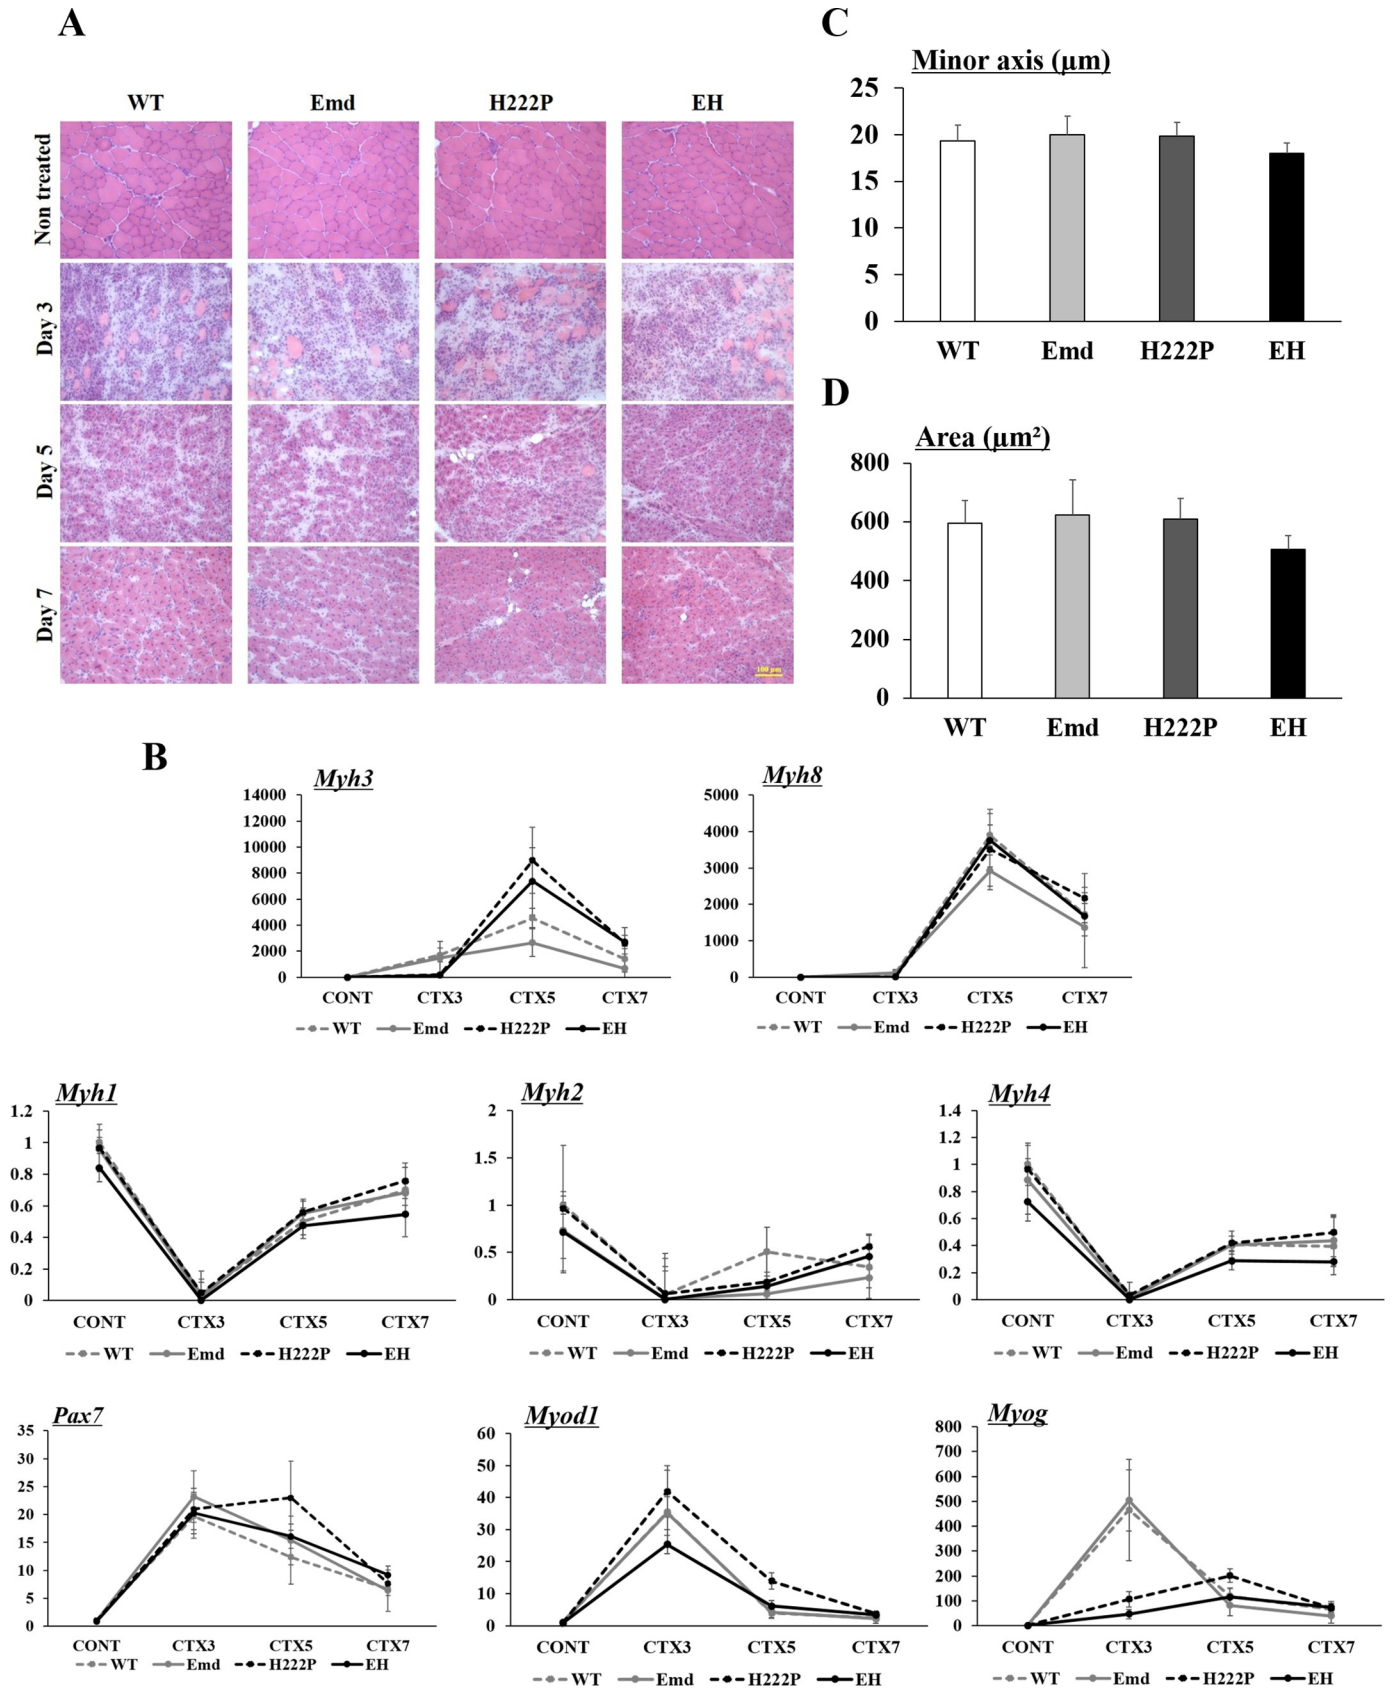 A
WT Emd H222P EH
Non treated
Day 3
Day 5
Day 7
100 μm
C
Minor axis (μm)
25
20
15
10
5
0
WT Emd H222P EH
D
Area (μm²)
800
600
400
200
0
WT Emd H222P EH
B
Myh3
14000
12000
10000
8000
6000
4000
2000
0
CONT CTX3 CTX5 CTX7
WT Emd H222P EH
Myh8
5000
4000
3000
2000
1000
0
CONT CTX3 CTX5 CTX7
WT Emd H222P EH
Myh1
1.2
1
0.8
0.6
0.4
0.2
0
CONT CTX3 CTX5 CTX7
WT Emd H222P EH
Myh2
2
1.5
1
0.5
0
CONT CTX3 CTX5 CTX7
WT Emd H222P EH
Myh4
1.4
1.2
1
0.8
0.6
0.4
0.2
0
CONT CTX3 CTX5 CTX7
WT Emd H222P EH
Pax7
35
30
25
20
15
10
5
0
CONT CTX3 CTX5 CTX7
WT Emd H222P EH
Myod1
60
50
40
30
20
10
0
CONT CTX3 CTX5 CTX7
WT Emd H222P EH
Myog
800
700
600
500
400
300
200
100
0
CONT CTX3 CTX5 CTX7
WT Emd H222P EH